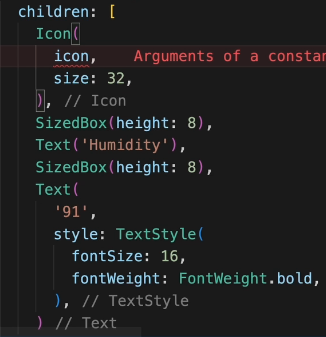 children: [
Icon(
icon, Arguments of a constan
size: 32,
), // Icon
SizedBox(height: 8),
Text('Humidity'),
SizedBox(height: 8),
Text(
'91',
style: TextStyle(
fontSize: 16,
fontWeight: FontWeight.bold,
), // TextStyle
) // Text